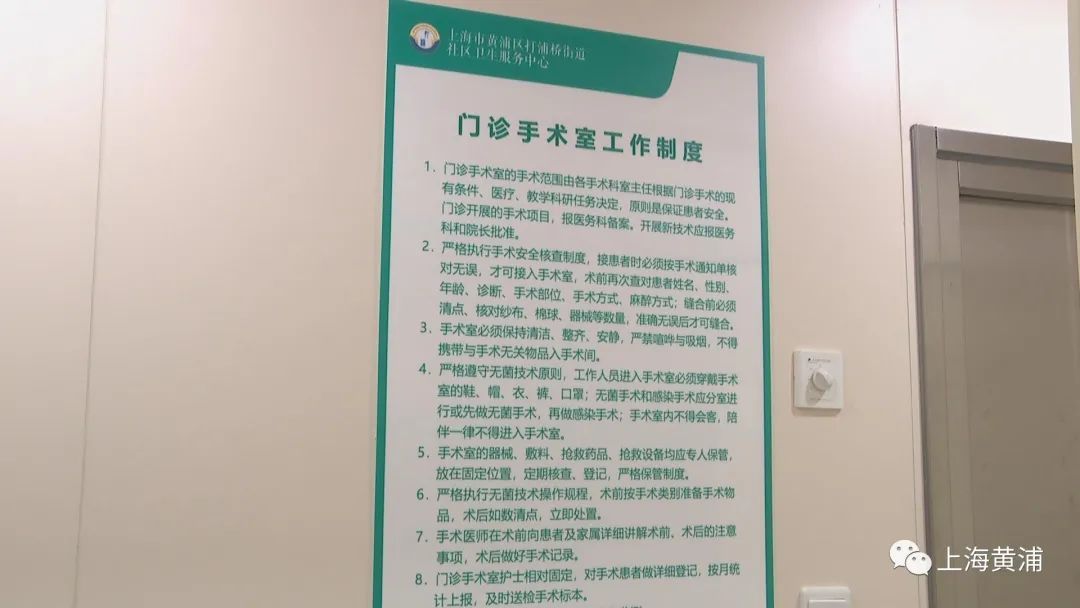 上海市黄浦区打浦桥街道
社区卫生服务中心
门诊手术室工作制度
1. 门诊手术室的手术范围由各手术科室主任根据门诊手术的现
有条件、医疗、教学科研任务决定，原则是保证患者安全。
门诊开展的手术项目，报医务科备案。开展新技术应报医务
科和院长批准。
2. 严格执行手术安全核查制度，接患者时必须按手术通知单核
对无误，才可接入手术室，术前再次查对患者姓名、性别、
年龄、诊断、手术部位、手术方式、麻醉方式；缝合前必须
清点、核对纱布、棉球、器械等数量，准确无误后才可缝合。
3. 手术室必须保持清洁、整齐、安静，严禁喧哗与吸烟，不得
携带与手术无关物品入手术间。
4. 严格遵守无菌技术原则，工作人员进入手术室必须穿戴手术
室的鞋、帽、衣、裤、口罩；无菌手术和感染手术应分室进
行或先做无菌手术，再做感染手术；手术室内不得会客，陪
伴一律不得进入手术室。
5. 手术室的器械、敷料、抢救药品、抢救设备均应专人保管，
放在固定位置，定期核查、登记，严格保管制度。
6. 严格执行无菌技术操作规程，术前按手术类别准备手术物
品，术后如数清点，立即处置。
7. 手术医师在术前向患者及家属详细讲解术前、术后的注意
事项，术后做好手术记录。
8. 门诊手术室护士相对固定，对手术患者做详细登记，按月统
计上报，及时送检手术标本。
上海黄浦